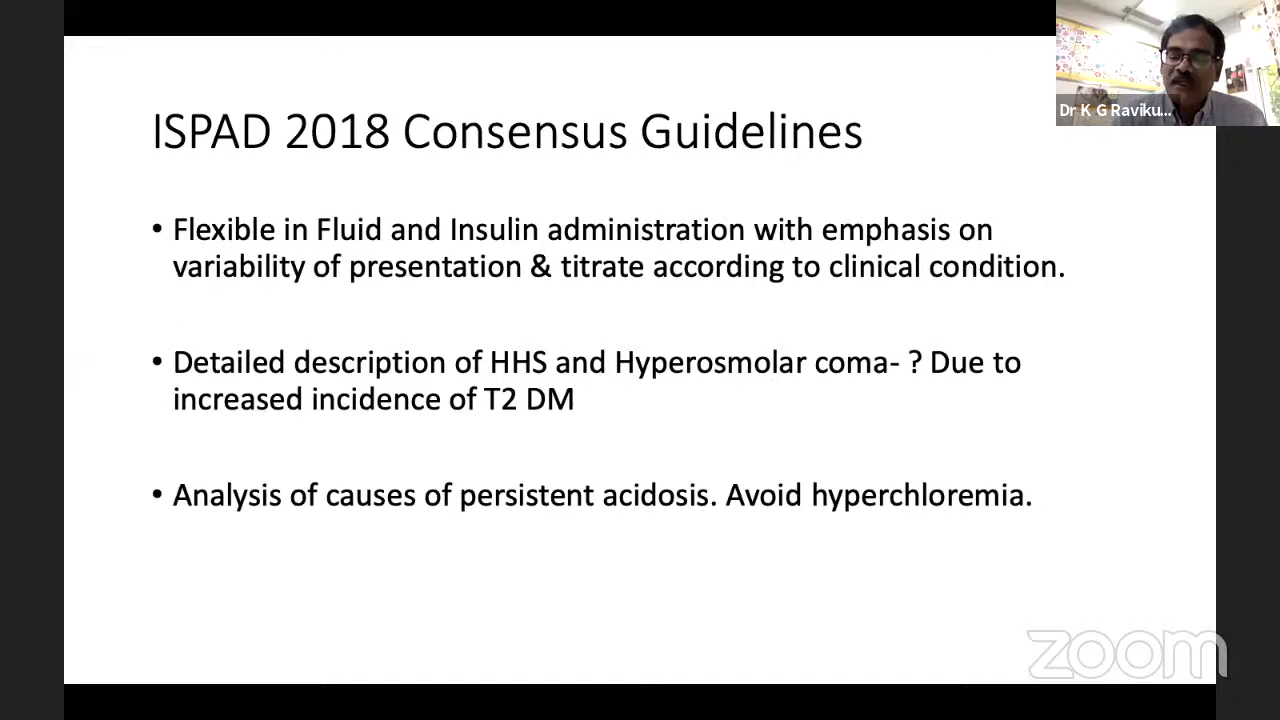 Dr K G Raviku...
ISPAD 2018 Consensus Guidelines
• Flexible in Fluid and Insulin administration with emphasis on
variability of presentation & titrate according to clinical condition.
• Detailed description of HHS and Hyperosmolar coma- ? Due to
increased incidence of T2 DM
• Analysis of causes of persistent acidosis. Avoid hyperchloremia.
zoom